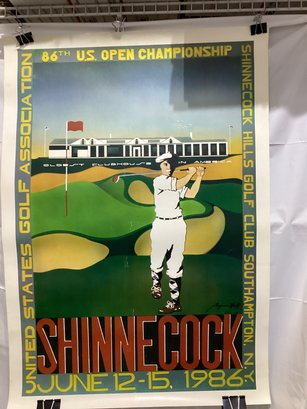 86TH U.S. OPEN CHAMPIONSHIP
UNITED STATES GOLF ASSOCIATION
SHINNECOCK HILLS GOLF CLUB SOUTHAMPTON, N.Y.
OLDEST CLUBHOUSE IN AMERICA
SHINNECOCK
JUNE 12-15, 1986